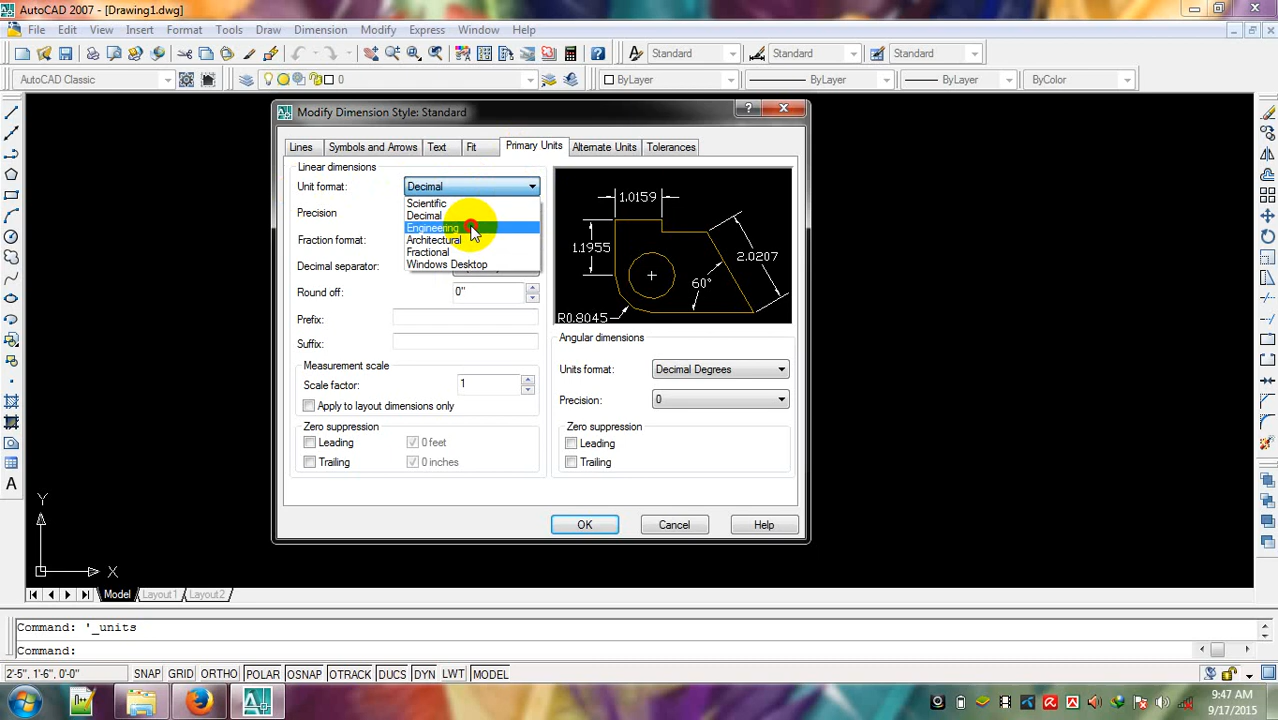 AutoCAD 2007 - [Drawing1.dwg]
File Edit View Insert Format Tools Draw Dimension Modify Express Window Help
Standard Standard Standard
AutoCAD Classic 0 ByLayer ByLayer ByLayer ByColor
Modify Dimension Style: Standard
Lines Symbols and Arrows Text Fit Primary Units Alternate Units Tolerances
Linear dimensions
Unit format: Decimal
Scientific
Decimal
Engineering
Architectural
Fractional
Windows Desktop
Precision
Fraction format:
Decimal separator:
Round off: 0"
Prefix:
Suffix:
Measurement scale
Scale factor: 1
Apply to layout dimensions only
Zero suppression
Leading 0 feet
Trailing 0 inches
1.0159
1.1955
2.0207
60°
R0.8045
Angular dimensions
Units format: Decimal Degrees
Precision: 0
Zero suppression
Leading
Trailing
OK Cancel Help
Y
X
Model Layout1 Layout2
Command: '_units
Command:
2'-5", 1'-6", 0'-0" SNAP GRID ORTHO POLAR OSNAP OTRACK DUCS DYN LWT MODEL
9:47 AM
9/17/2015